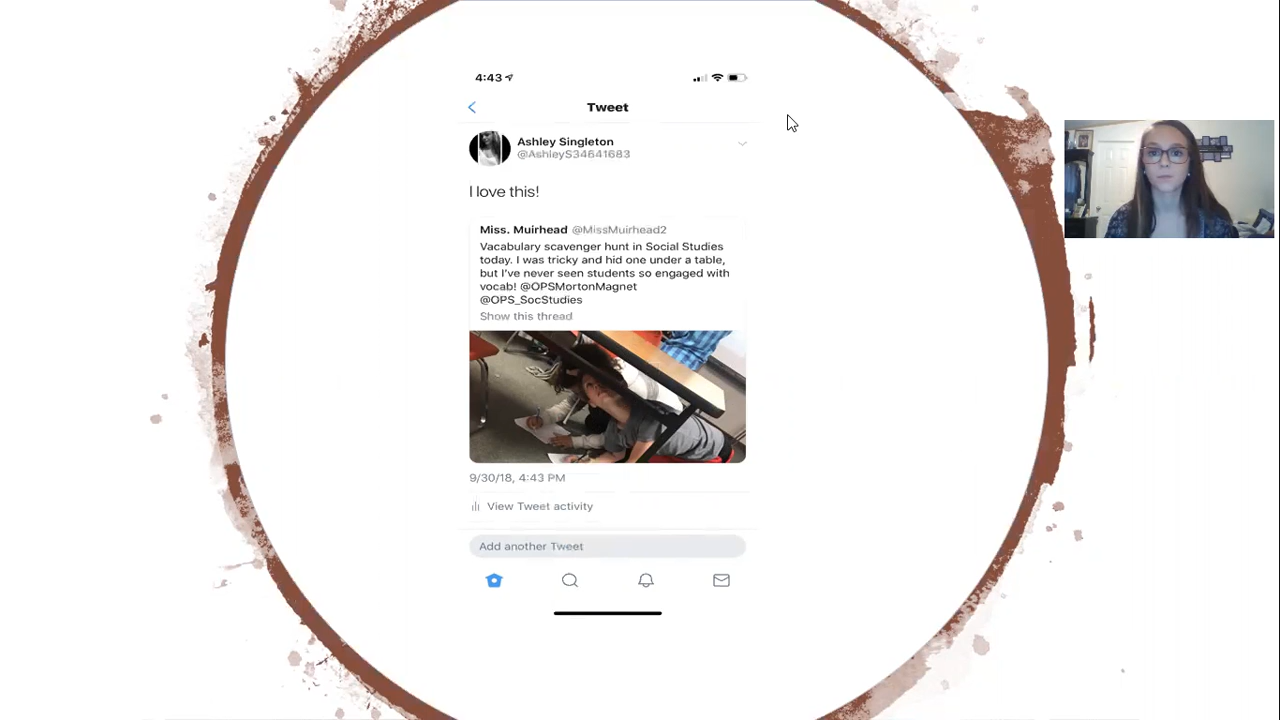 4:43
Tweet
Ashley Singleton
@AshleyS34641683
I love this!
Miss. Muirhead @MissMuirhead2
Vacabulary scavenger hunt in Social Studies
today. I was tricky and hid one under a table,
but I've never seen students so engaged with
vocab! @OPSMortonMagnet
@OPS_SocStudies
Show this thread
9/30/18, 4:43 PM
View Tweet activity
Add another Tweet